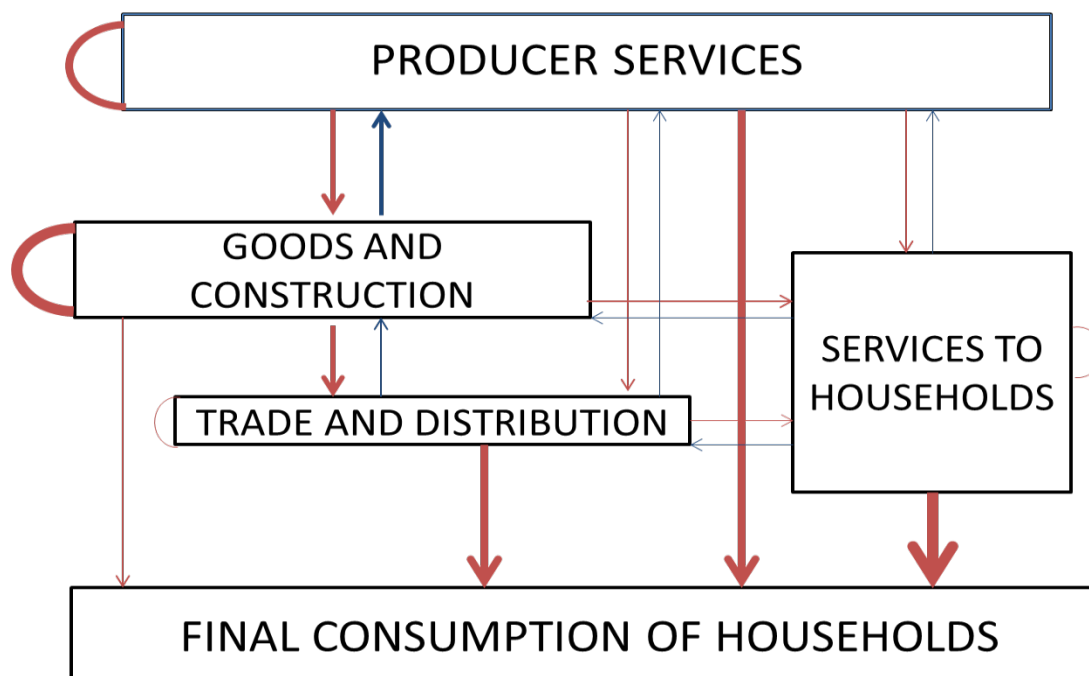 PRODUCER SERVICES
GOODS AND
CONSTRUCTION
SERVICES TO
HOUSEHOLDS
TRADE AND DISTRIBUTION
FINAL CONSUMPTION OF HOUSEHOLDS